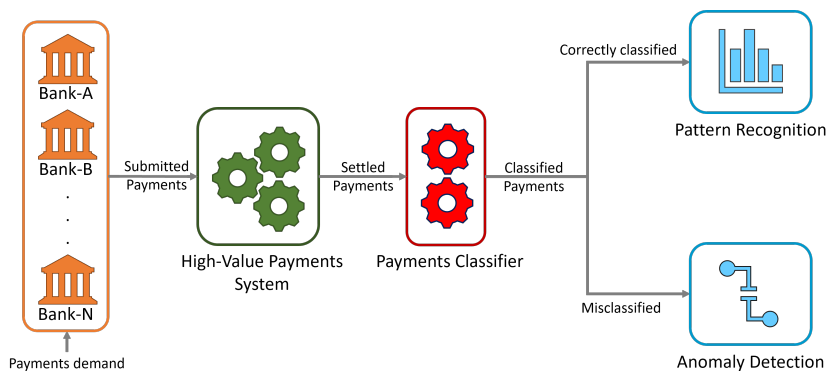 Bank-A
Bank-B
.
.
.
Bank-N
Payments demand
Submitted
Payments
High-Value Payments
System
Settled
Payments
Payments Classifier
Classified
Payments
Correctly classified
Pattern Recognition
Misclassified
Anomaly Detection